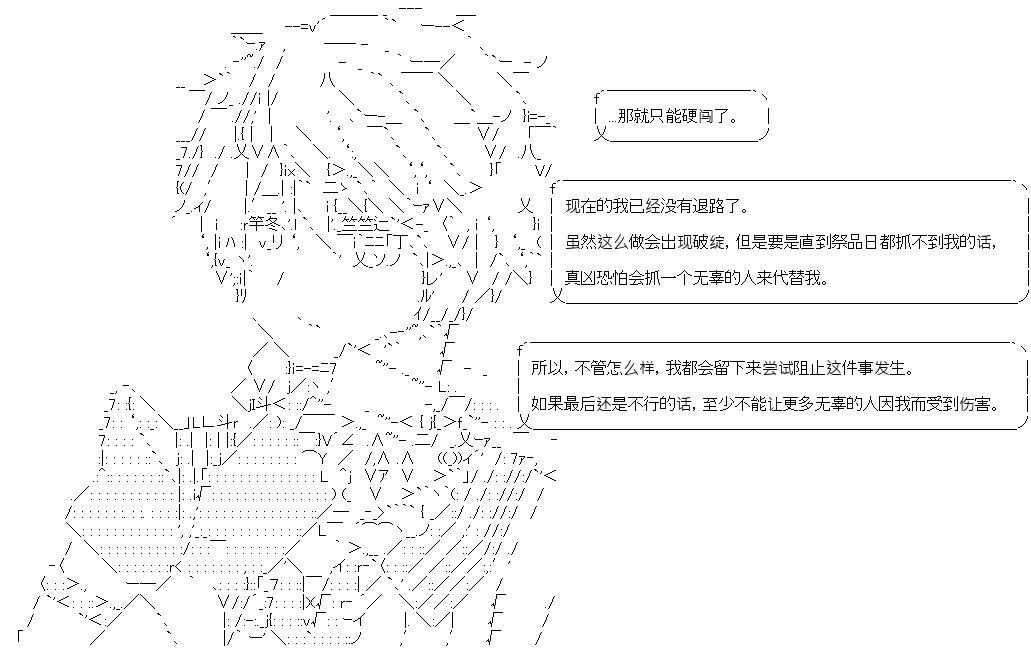 …那就只能硬闯了。
现在的我已经没有退路了。
虽然这么做会出现破绽，但是要是直到祭品日都抓不到我的话，
真凶恐怕会抓一个无辜的人来代替我。
所以，不管怎么样，我都会留下来尝试阻止这件事发生。
如果最后还是不行的话，至少不能让更多无辜的人因我而受到伤害。